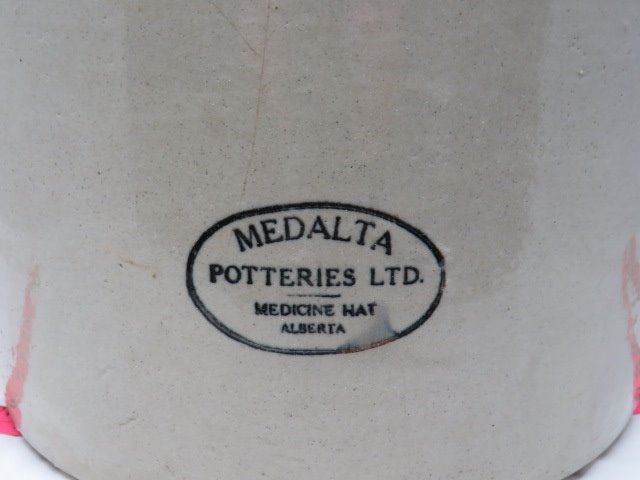 MEDALTA
POTTERIES LTD.
MEDICINE HAT
ALBERTA